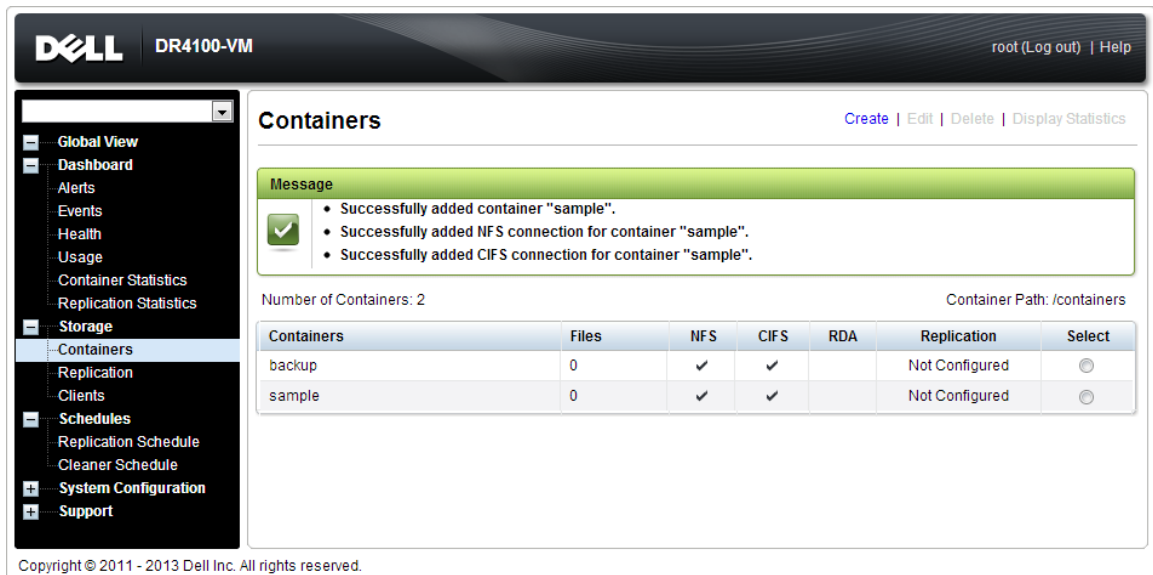 DELL DR4100-VM root (Log out) | Help
Global View
Dashboard
Alerts
Events
Health
Usage
Container Statistics
Replication Statistics
Storage
Containers
Replication
Clients
Schedules
Replication Schedule
Cleaner Schedule
System Configuration
Support
Containers Create | Edit | Delete | Display Statistics
Message
• Successfully added container "sample".
• Successfully added NFS connection for container "sample".
• Successfully added CIFS connection for container "sample".
Number of Containers: 2 Container Path: /containers
Containers Files NFS CIFS RDA Replication Select
backup 0 ✔ ✔ Not Configured
sample 0 ✔ ✔ Not Configured
Copyright © 2011 - 2013 Dell Inc. All rights reserved.